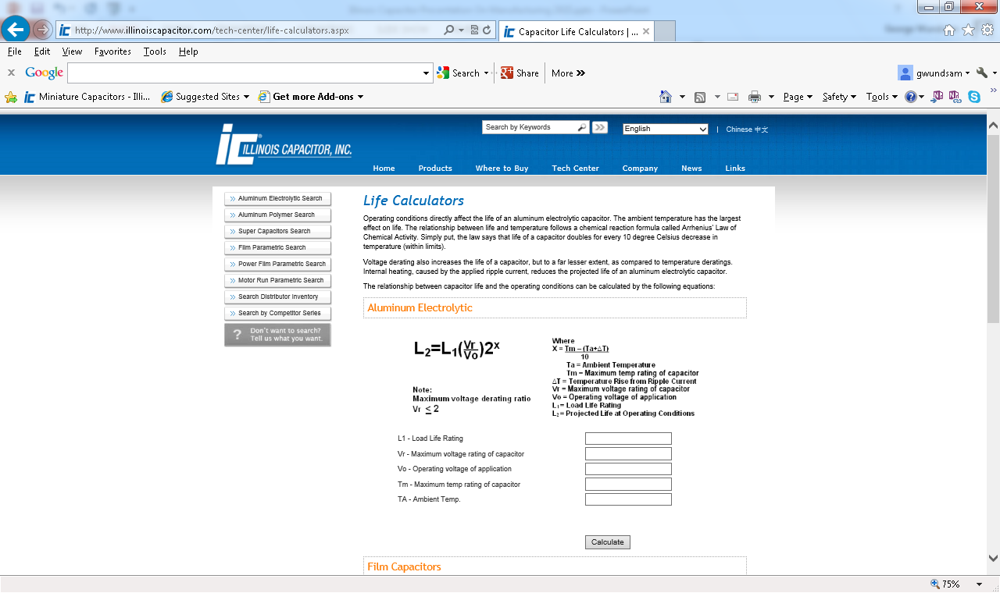 http://www.illinoiscapacitor.com/tech-center/life-calculators.aspx
Capacitor Life Calculators | ...
File Edit View Favorites Tools Help
Google
Search
Share
More »
gwundsam
Miniature Capacitors - Illi...
Suggested Sites
Get more Add-ons
Page
Safety
Tools
iC ILLINOIS CAPACITOR, INC.
Search by Keywords
English
| Chinese 中文
Home Products Where to Buy Tech Center Company News Links
Aluminum Electrolytic Search
Aluminum Polymer Search
Super Capacitors Search
Film Parametric Search
Power Film Parametric Search
Motor Run Parametric Search
Search Distributor Inventory
Search by Competitor Series
? Don't want to search?
Tell us what you want.
Life Calculators
Operating conditions directly affect the life of an aluminum electrolytic capacitor. The ambient temperature has the largest
effect on life. The relationship between life and temperature follows a chemical reaction formula called Arrhenius' Law of
Chemical Activity. Simply put, the law says that life of a capacitor doubles for every 10 degree Celsius decrease in
temperature (within limits).
Voltage derating also increases the life of a capacitor, but to a far lesser extent, as compared to temperature deratings.
Internal heating, caused by the applied ripple current, reduces the projected life of an aluminum electrolytic capacitor.
The relationship between capacitor life and the operating conditions can be calculated by the following equations:
Aluminum Electrolytic
L₂=L₁(Vr/Vo)2ˣ
Note:
Maximum voltage derating ratio
Vr ≤ 2
Where
X = Tm – (Ta+△T)
10
Ta = Ambient Temperature
Tm = Maximum temp rating of capacitor
△T = Temperature Rise from Ripple Current
Vr = Maximum voltage rating of capacitor
Vo = Operating voltage of application
L₁ = Load Life Rating
L₂ = Projected Life at Operating Conditions
L1 - Load Life Rating
Vr - Maximum voltage rating of capacitor
Vo - Operating voltage of application
Tm - Maximum temp rating of capacitor
TA - Ambient Temp.
Calculate
Film Capacitors
75%